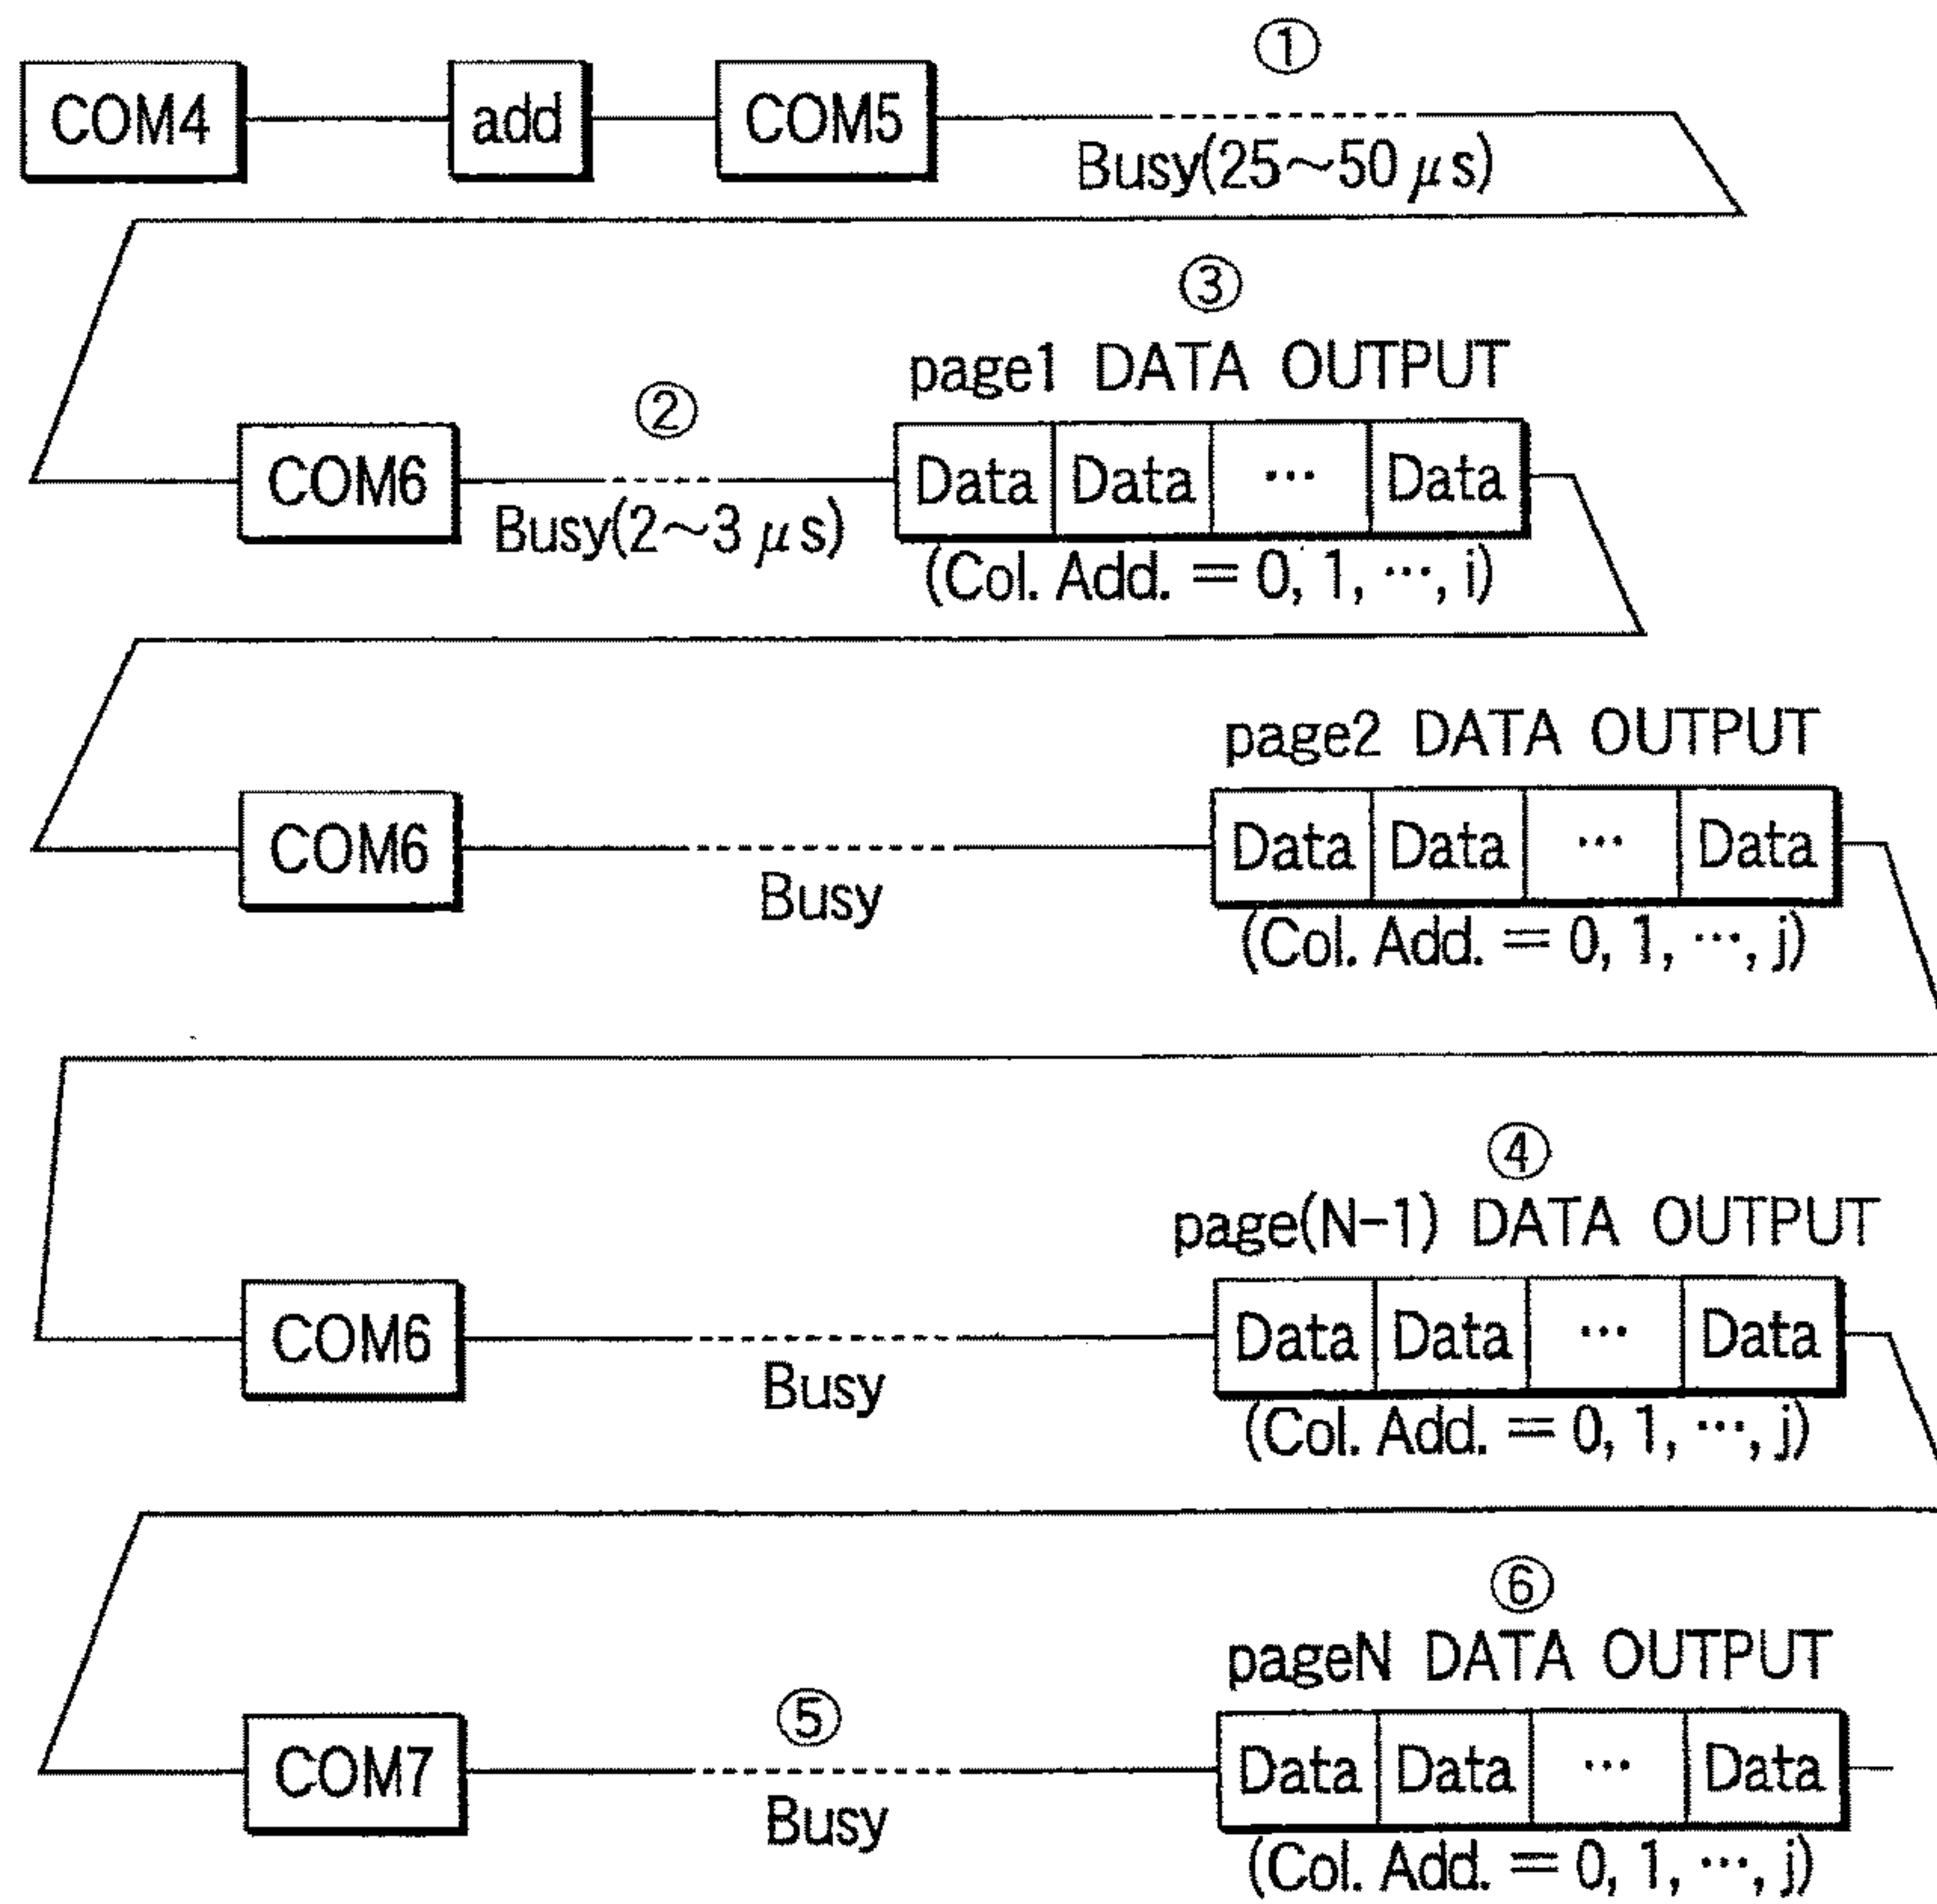 ①
COM4 add COM5
Busy(25～50 μs)
③
page1 DATA OUTPUT
②
COM6 Data Data ··· Data
Busy(2～3 μs)
(Col. Add. = 0, 1, ···, i)
page2 DATA OUTPUT
COM6 Data Data ··· Data
Busy
(Col. Add. = 0, 1, ···, j)
④
page(N-1) DATA OUTPUT
COM6 Data Data ··· Data
Busy
(Col. Add. = 0, 1, ···, j)
⑥
pageN DATA OUTPUT
⑤
COM7 Data Data ··· Data
Busy
(Col. Add. = 0, 1, ···, j)